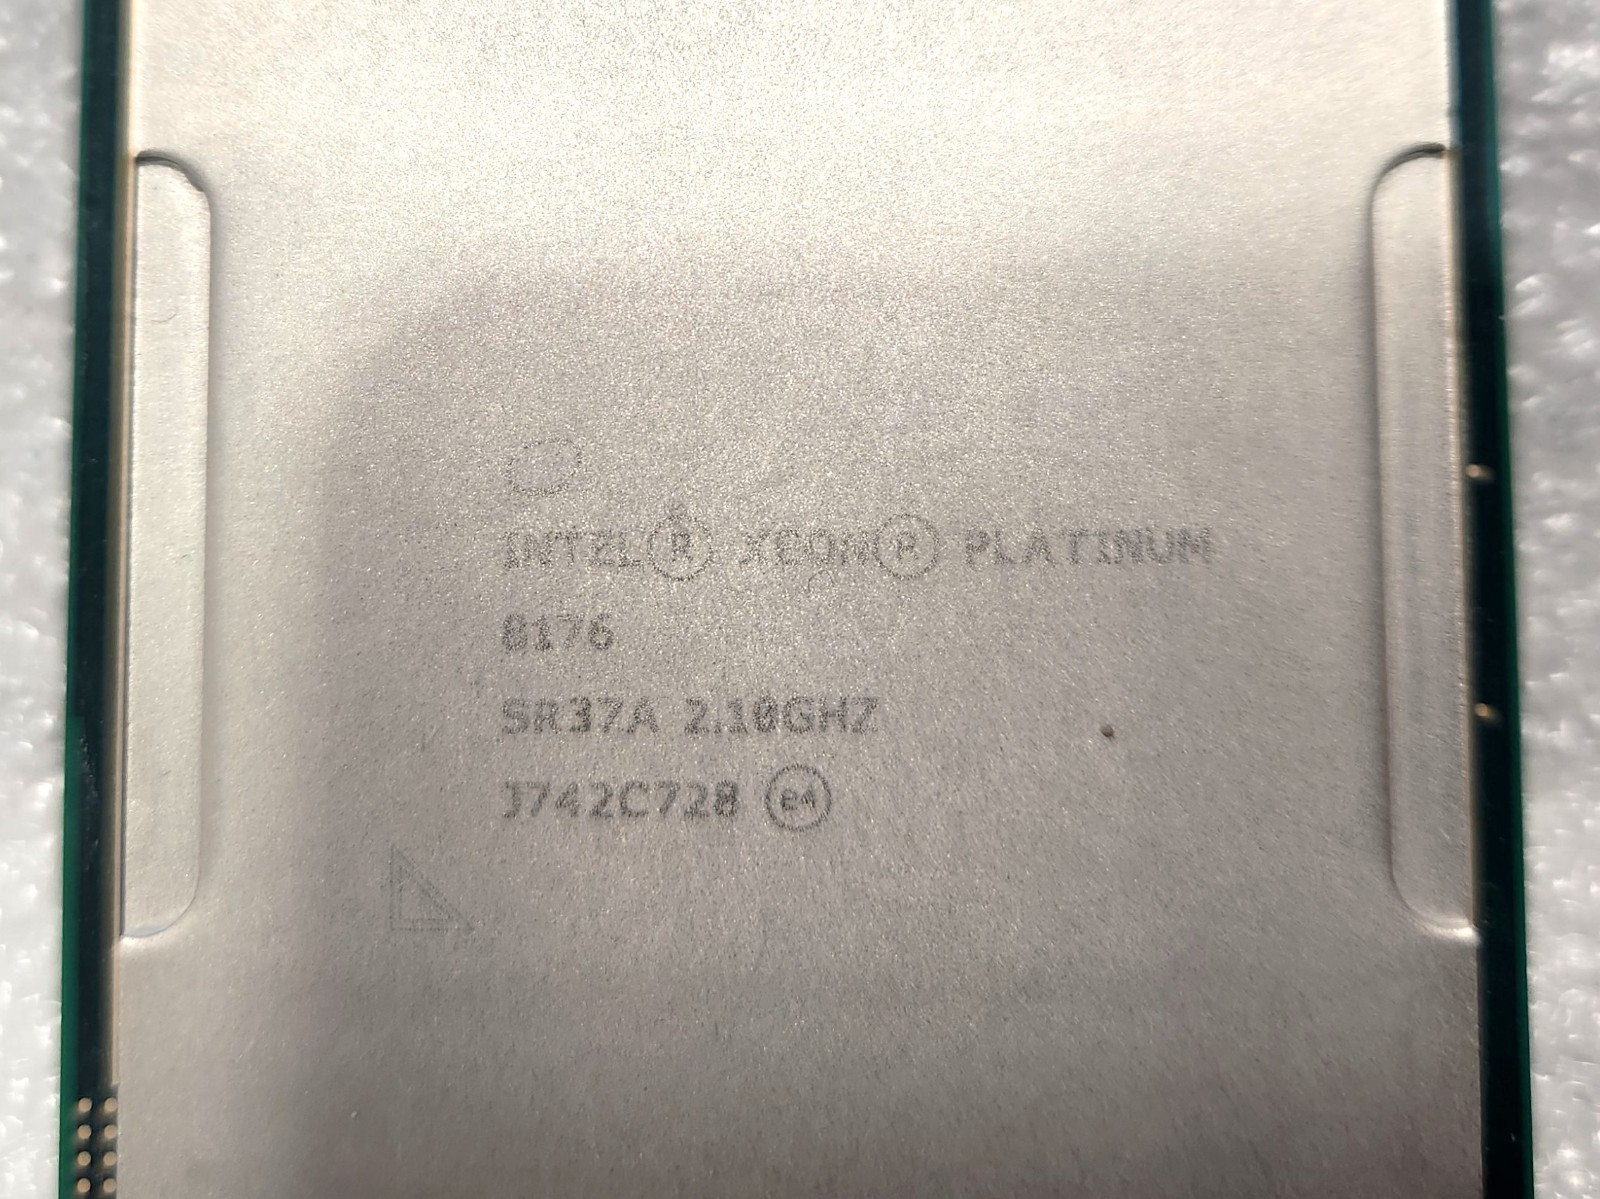 INTEL® XEON® PLATINUM
8176
SR37A 2.10GHZ
J742C728 e4